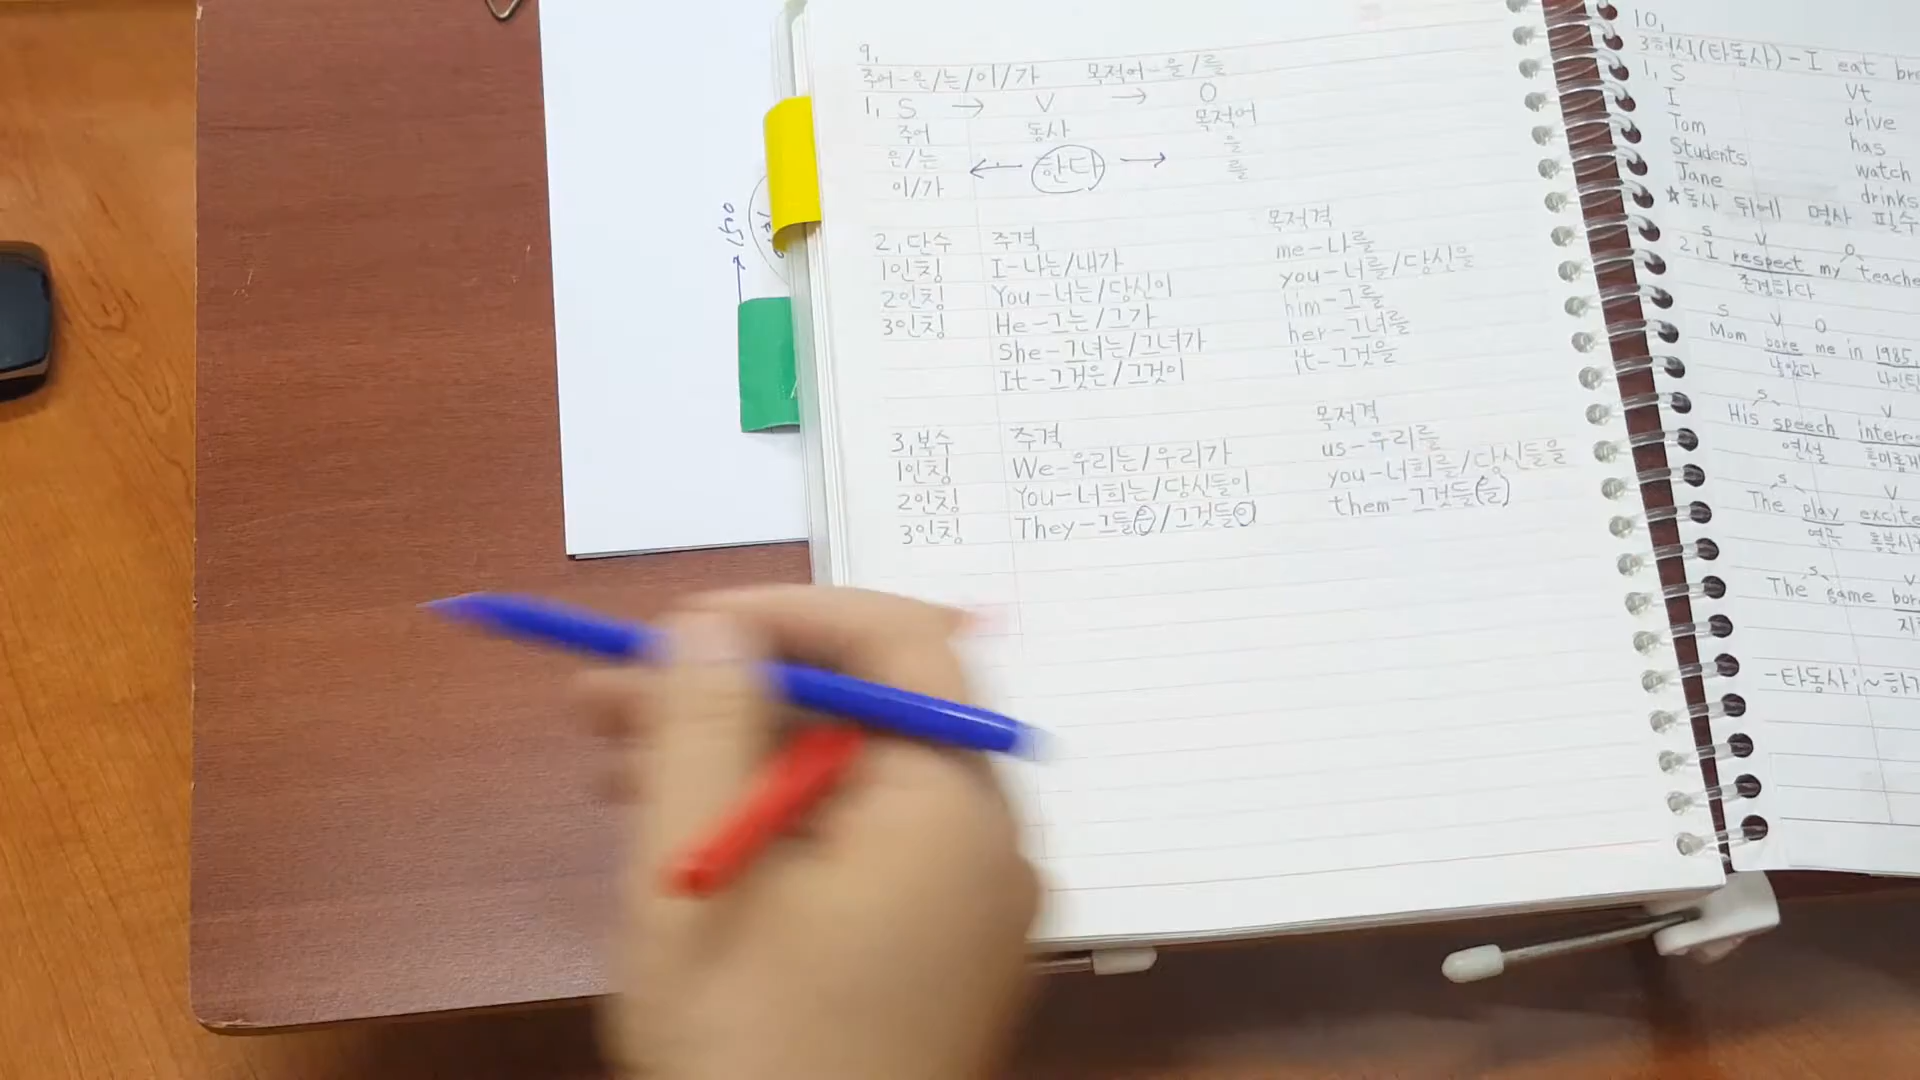 9,
주어-은/는/이/가 목적어-을/를
1, S → V → O
주어 동사 목적어
은/는 ← 한다 → 을
이/가 를
2, 단수 주격 목적격
1인칭 I-나는/내가 me-나를
2인칭 You-너는/당신이 you-너를/당신을
3인칭 He-그는/그가 him-그를
She-그녀는/그녀가 her-그녀를
It-그것은/그것이 it-그것을
3, 복수 주격 목적격
1인칭 We-우리는/우리가 us-우리를
2인칭 You-너희는/당신들이 you-너희를/당신들을
3인칭 They-그들은/그것들이 them-그것들(을)
10,
3형식(타동사)-I eat
1, S Vt
I drive
Tom has
Students watch
Jane drinks
★동사 뒤에 명사 필수
S V O
2, I respect my
존경하다
S V O
Mom bore me in 1985,
낳았다
S V
His speech
연설
S V
The play
연극
S V
The game
-타동사;